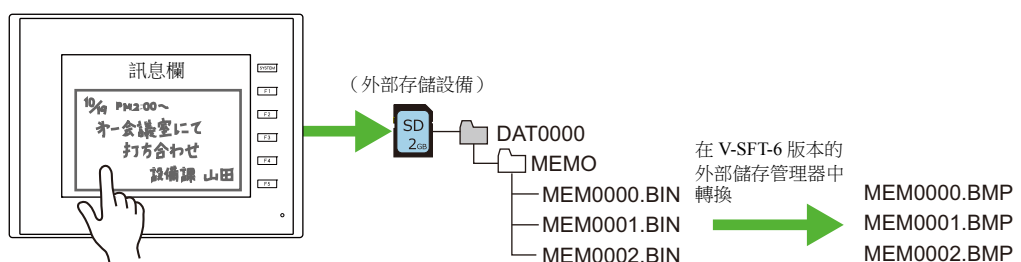 訊息欄
10/19 PM2:00～
オ一会議室にて
打ち合わせ
設備課 山田
SYSTEM
F1
F2
F3
F4
F5
（外部存儲設備）
SD
2GB
DAT0000
MEMO
MEM0000.BIN
MEM0001.BIN
MEM0002.BIN
在 V-SFT-6 版本的
外部儲存管理器中
轉換
MEM0000.BMP
MEM0001.BMP
MEM0002.BMP